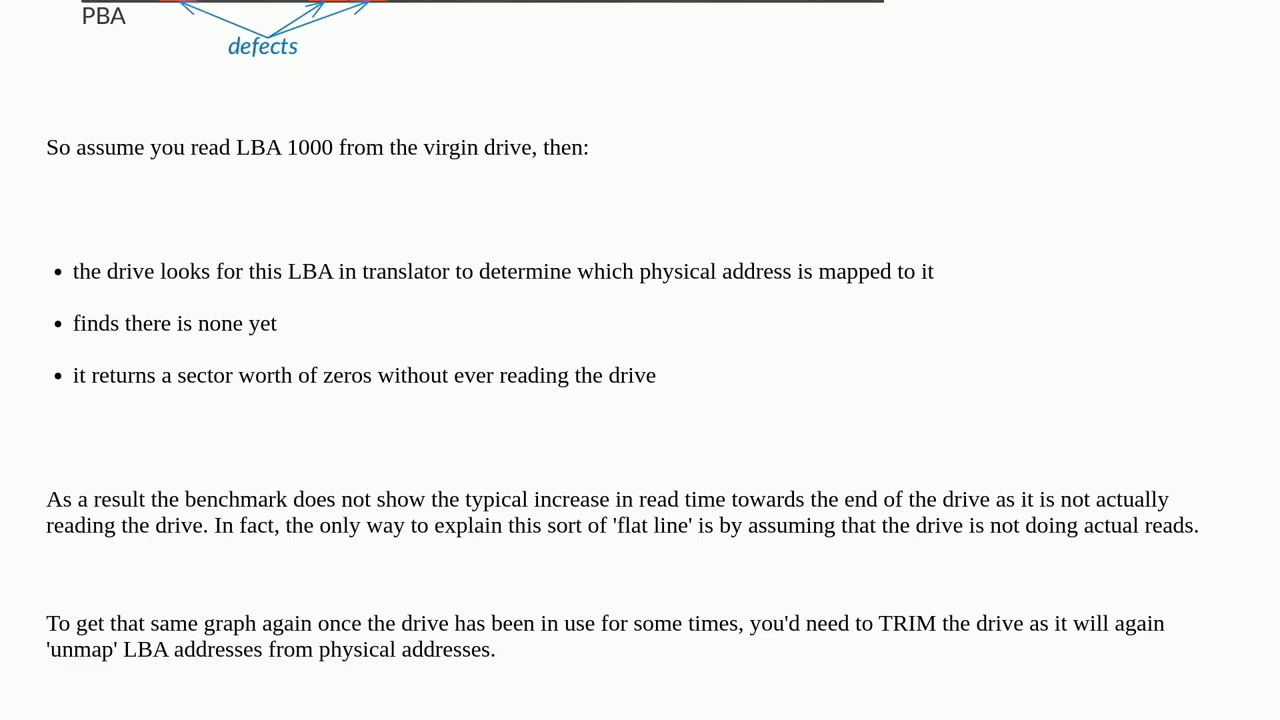 PBA
defects
So assume you read LBA 1000 from the virgin drive, then:
• the drive looks for this LBA in translator to determine which physical address is mapped to it
• finds there is none yet
• it returns a sector worth of zeros without ever reading the drive
As a result the benchmark does not show the typical increase in read time towards the end of the drive as it is not actually
reading the drive. In fact, the only way to explain this sort of 'flat line' is by assuming that the drive is not doing actual reads.
To get that same graph again once the drive has been in use for some times, you'd need to TRIM the drive as it will again
'unmap' LBA addresses from physical addresses.